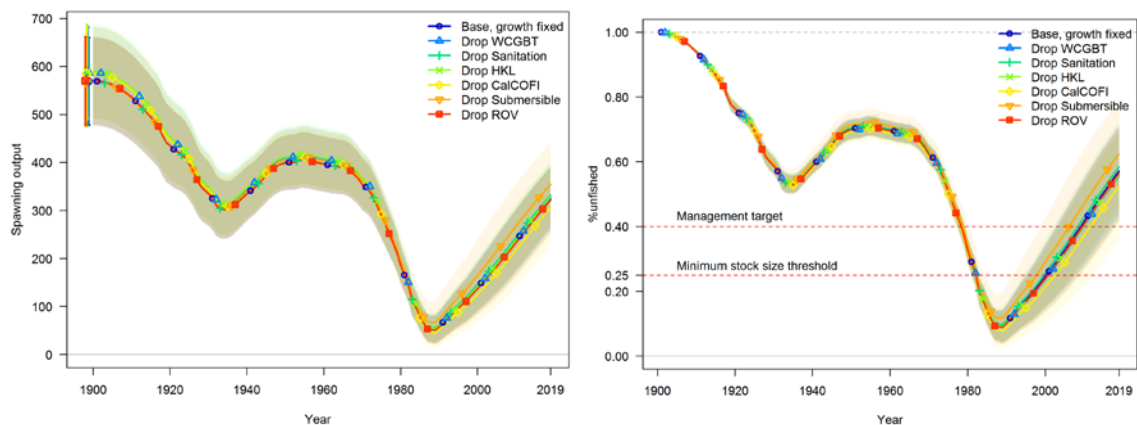 700
600
500
400
300
200
100
0
Spawning output
Base, growth fixed
Drop WCGBT
Drop Sanitation
Drop HKL
Drop CalCOFI
Drop Submersible
Drop ROV
1900 1920 1940 1960 1980 2000 2019
Year
1.00
0.80
0.60
0.40
0.25
0.20
0.00
%unfished
Base, growth fixed
Drop WCGBT
Drop Sanitation
Drop HKL
Drop CalCOFI
Drop Submersible
Drop ROV
Management target
Minimum stock size threshold
1900 1920 1940 1960 1980 2000 2019
Year